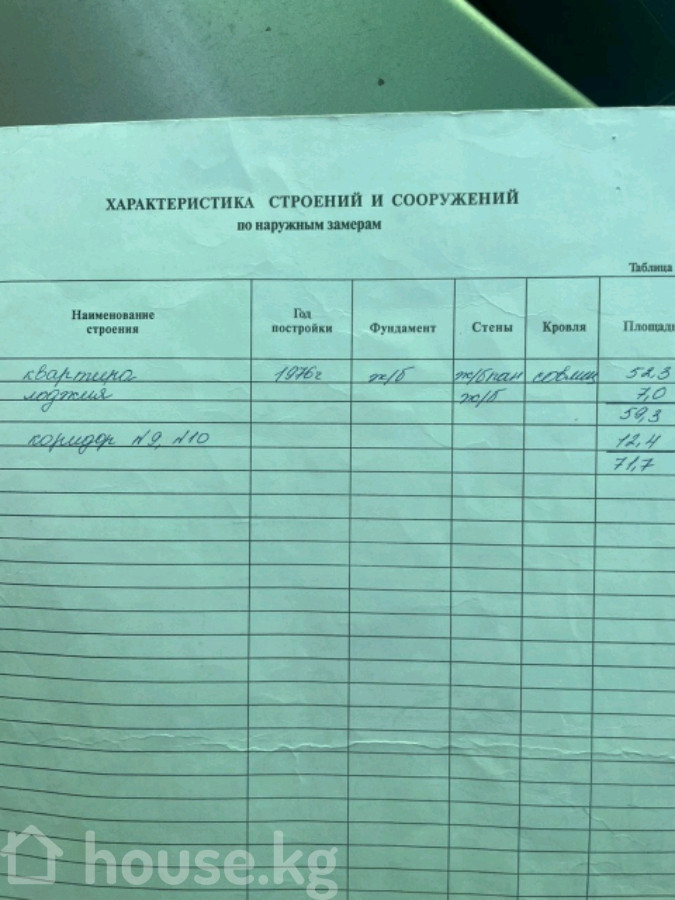 ХАРАКТЕРИСТИКА СТРОЕНИЙ И СООРУЖЕНИЙ
по наружным замерам
Таблица
Наименование строения Год постройки Фундамент Стены Кровля Площадь
квартира 1976г ж/б ж/бпан совмещ 52,3
лоджия ж/б 7,0
59,3
коридор №9, №10 12,4
71,7
house.kg